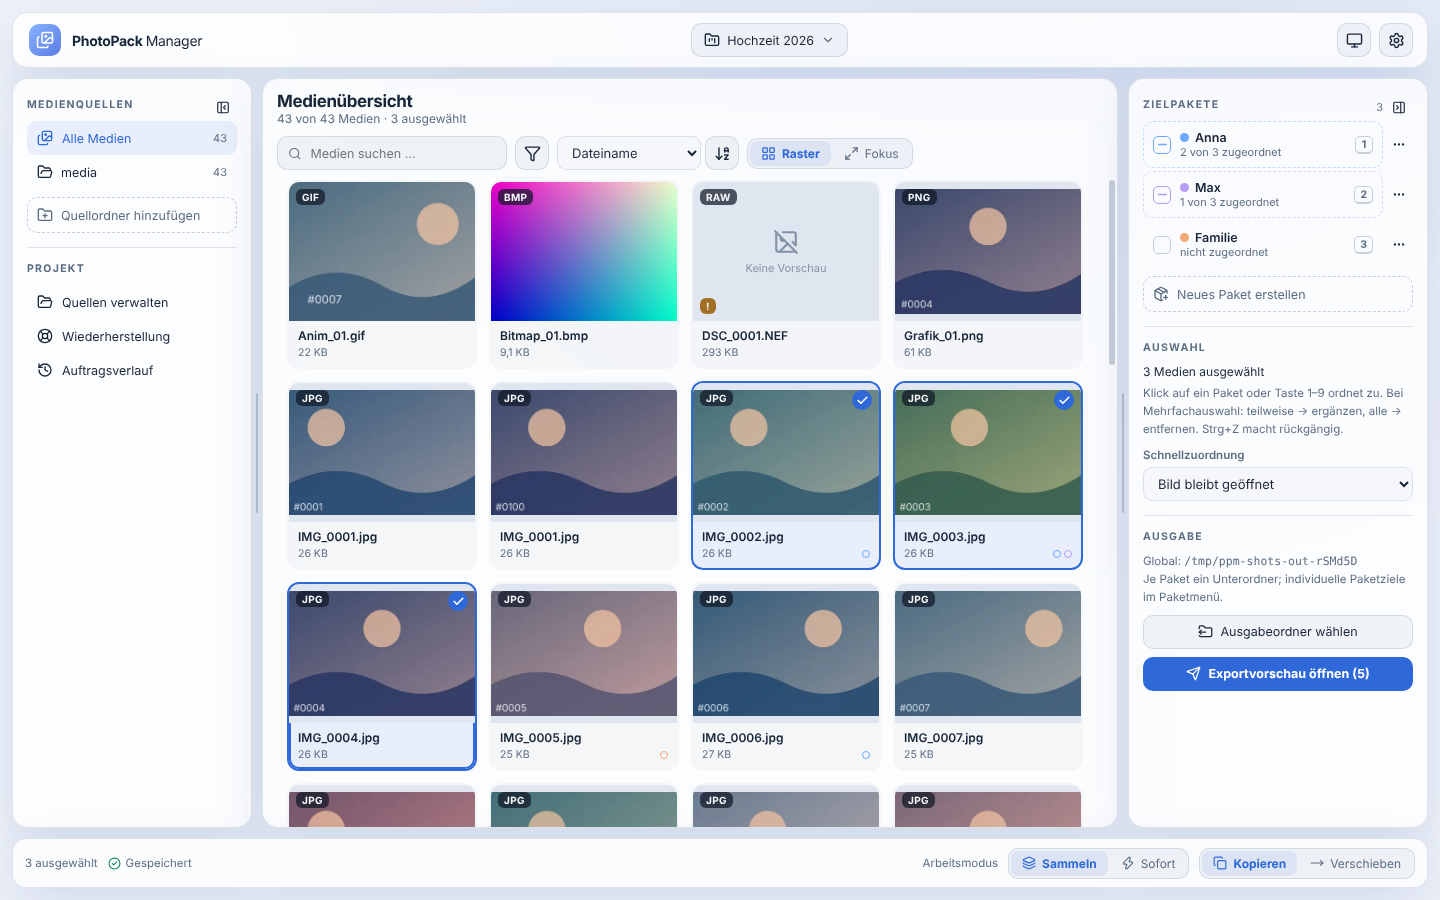 PhotoPack Manager
Hochzeit 2026
MEDIENQUELLEN
Alle Medien 43
media 43
Quellordner hinzufügen
PROJEKT
Quellen verwalten
Wiederherstellung
Auftragsverlauf
Medienübersicht
43 von 43 Medien · 3 ausgewählt
Medien suchen ...
Dateiname
Raster
Fokus
GIF
#0007
Anim_01.gif
22 KB
BMP
Bitmap_01.bmp
9,1 KB
RAW
Keine Vorschau
!
DSC_0001.NEF
293 KB
PNG
#0004
Grafik_01.png
61 KB
JPG
#0001
IMG_0001.jpg
26 KB
JPG
#0100
IMG_0001.jpg
26 KB
JPG
#0002
IMG_0002.jpg
26 KB
JPG
#0003
IMG_0003.jpg
26 KB
JPG
#0004
IMG_0004.jpg
26 KB
JPG
#0005
IMG_0005.jpg
25 KB
JPG
#0006
IMG_0006.jpg
27 KB
JPG
#0007
IMG_0007.jpg
25 KB
JPG
JPG
JPG
JPG
ZIELPAKETE 3
Anna
2 von 3 zugeordnet
1
Max
1 von 3 zugeordnet
2
Familie
nicht zugeordnet
3
Neues Paket erstellen
AUSWAHL
3 Medien ausgewählt
Klick auf ein Paket oder Taste 1–9 ordnet zu. Bei
Mehrfachauswahl: teilweise → ergänzen, alle →
entfernen. Strg+Z macht rückgängig.
Schnellzuordnung
Bild bleibt geöffnet
AUSGABE
Global: /tmp/ppm-shots-out-rSMd5D
Je Paket ein Unterordner; individuelle Paketziele
im Paketmenü.
Ausgabeordner wählen
Exportvorschau öffnen (5)
3 ausgewählt
Gespeichert
Arbeitsmodus
Sammeln
Sofort
Kopieren
Verschieben